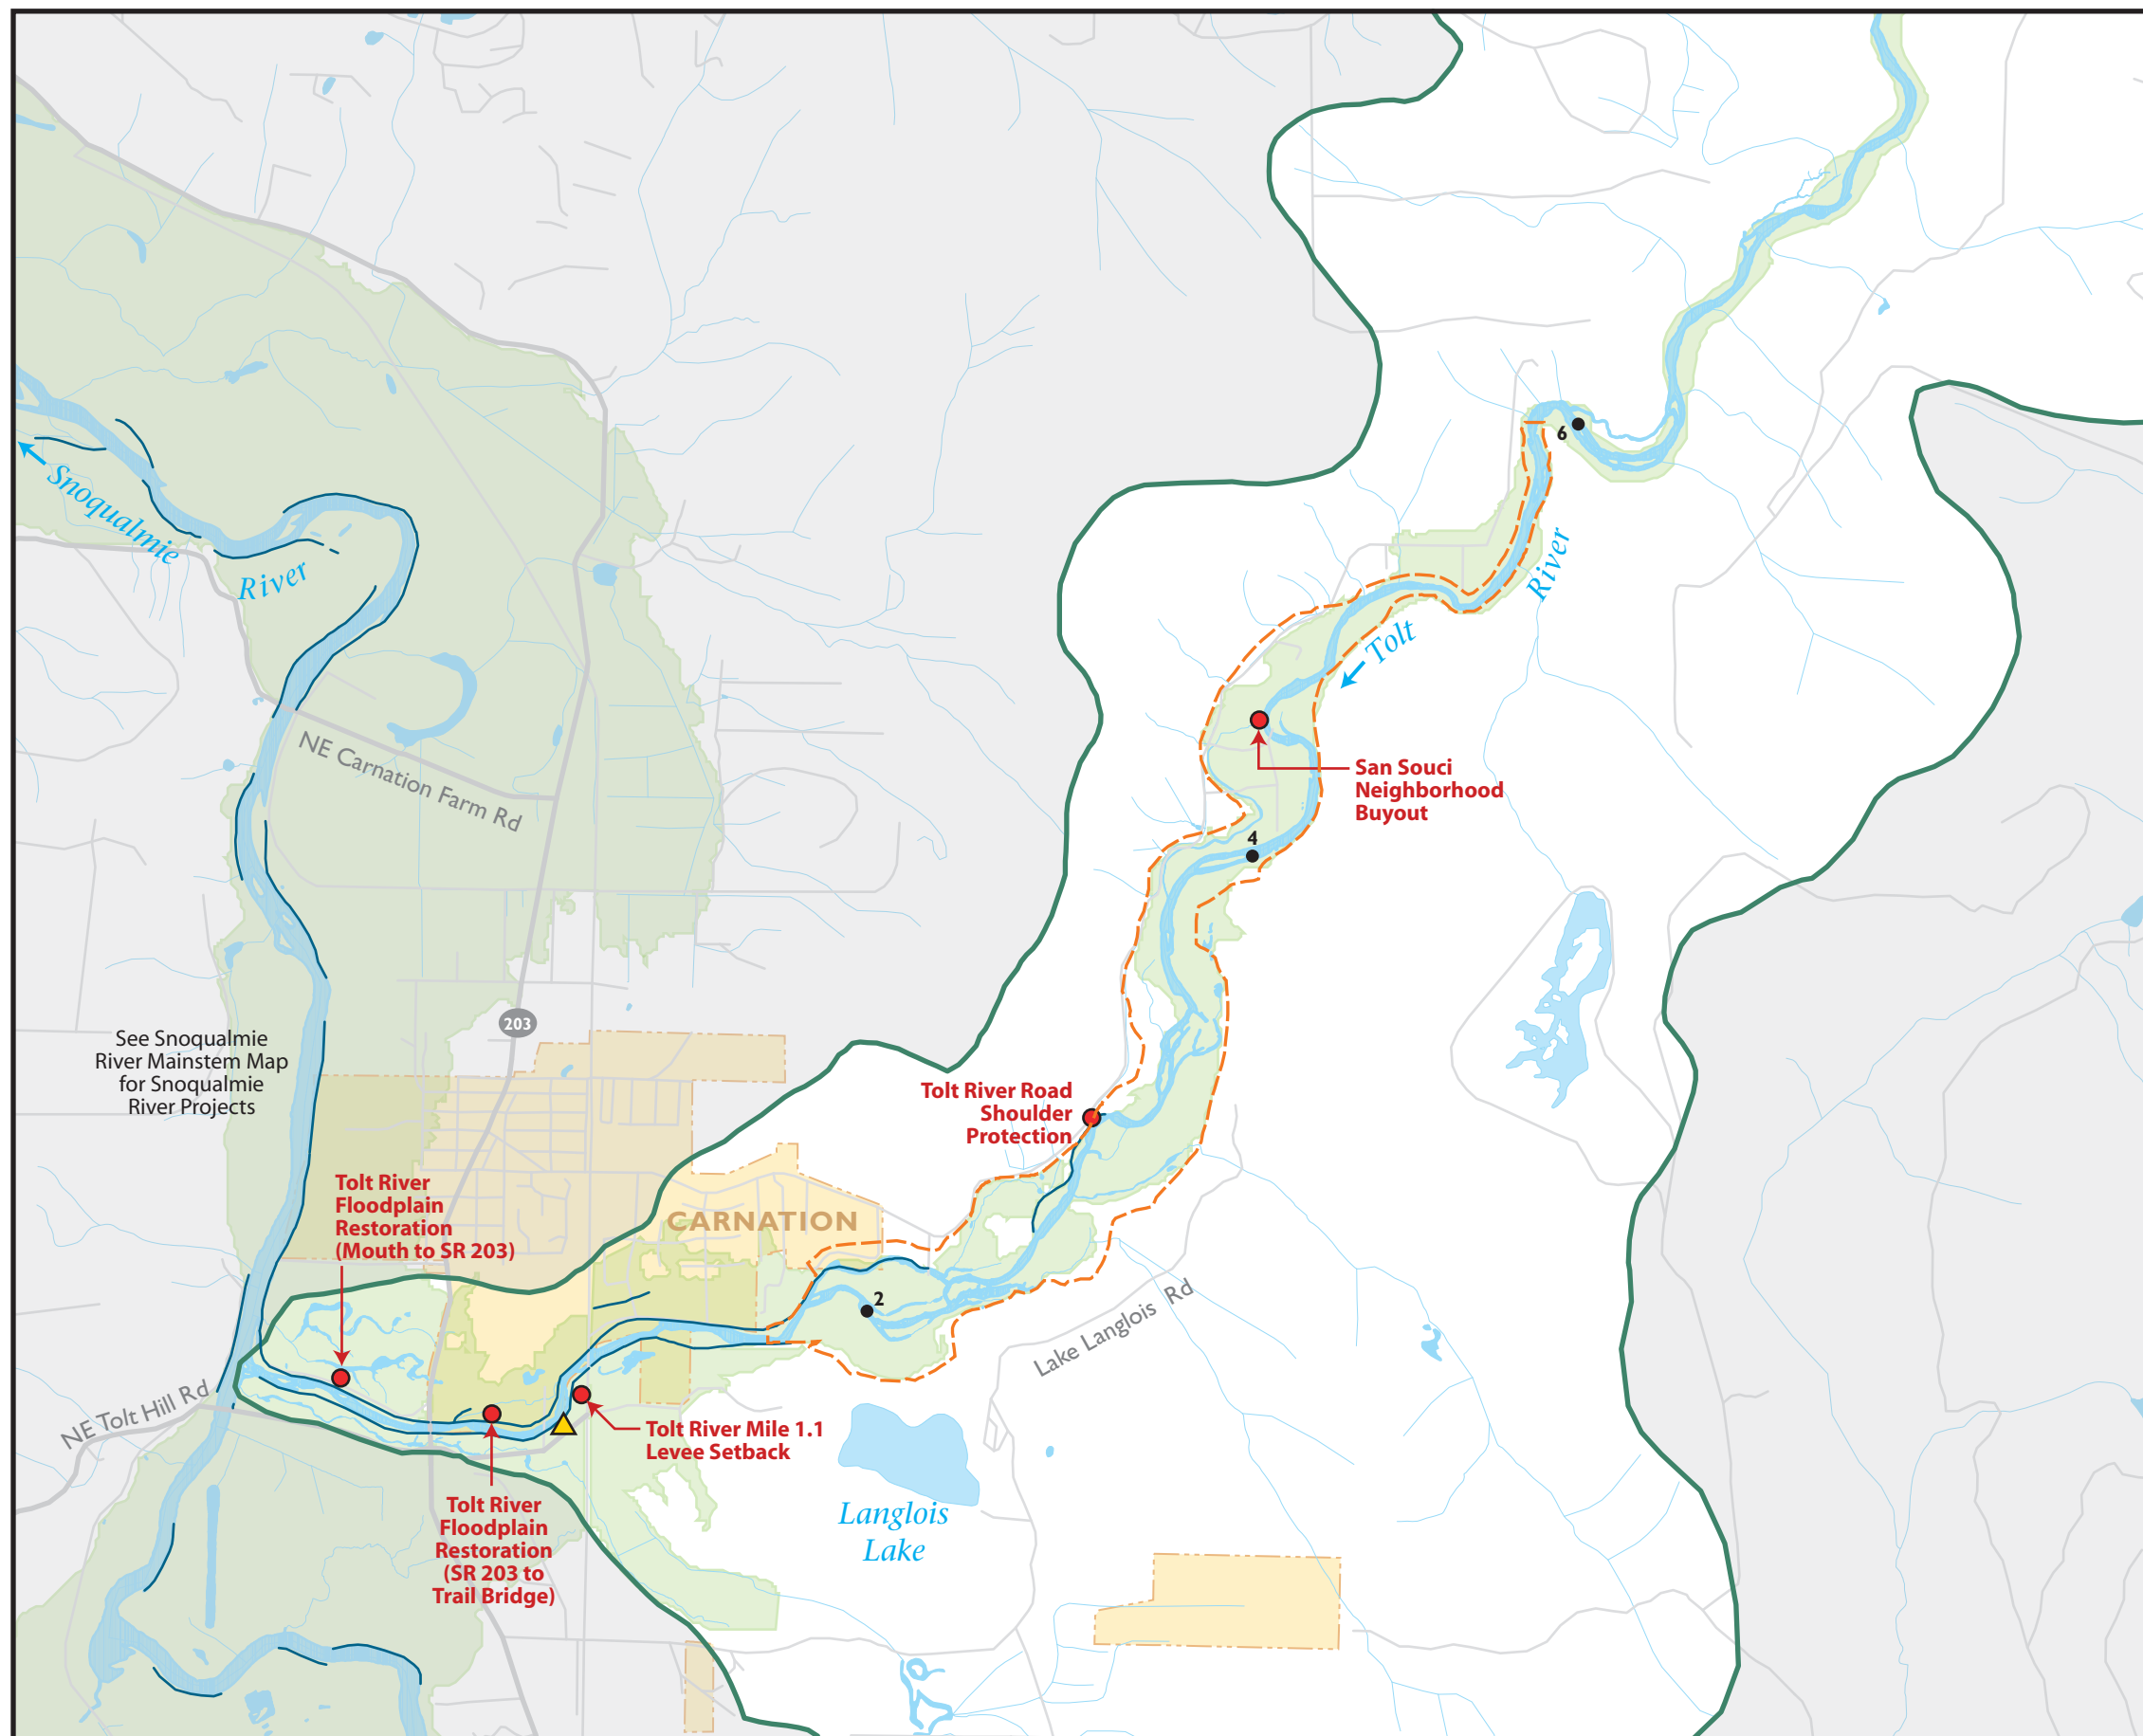 6
Snoqualmie
River
River
Tolt
NE Carnation Farm Rd
San Souci
Neighborhood
Buyout
4
203
See Snoqualmie
River Mainstem Map
for Snoqualmie
River Projects
Tolt River Road
Shoulder
Protection
Tolt River
Floodplain
Restoration
(Mouth to SR 203)
CARNATION
2
Lake Langlois Rd
NE Tolt Hill Rd
Tolt River Mile 1.1
Levee Setback
Tolt River
Floodplain
Restoration
(SR 203 to
Trail Bridge)
Langlois
Lake